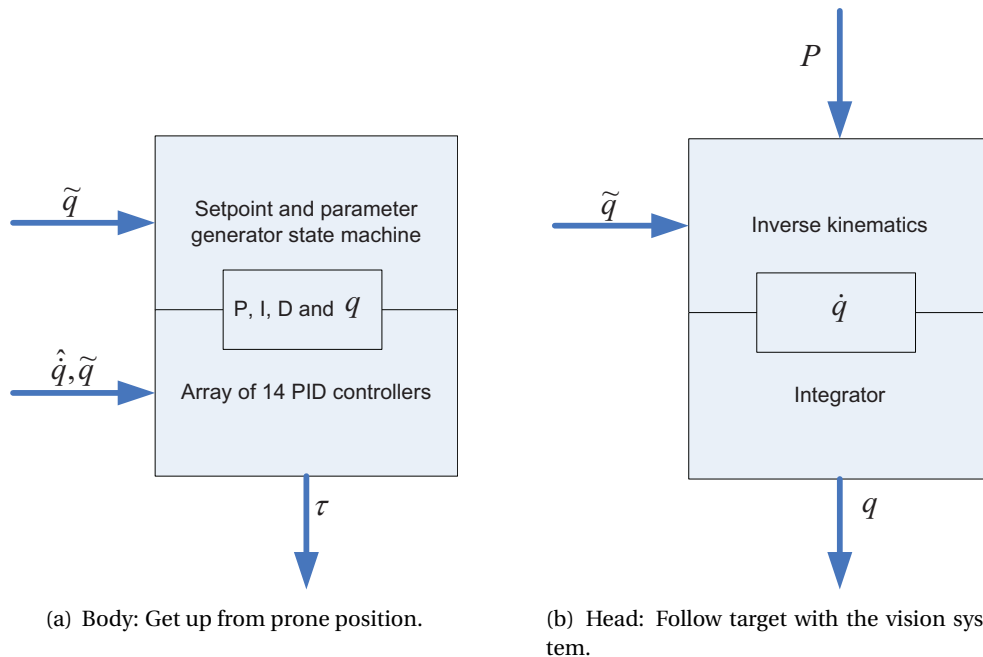 P
q̃
Setpoint and parameter
generator state machine
P, I, D and q
q̇̂, q̃
Array of 14 PID controllers
τ
q̃
Inverse kinematics
q̇
Integrator
q
(a) Body: Get up from prone position.
(b) Head: Follow target with the vision sys
tem.